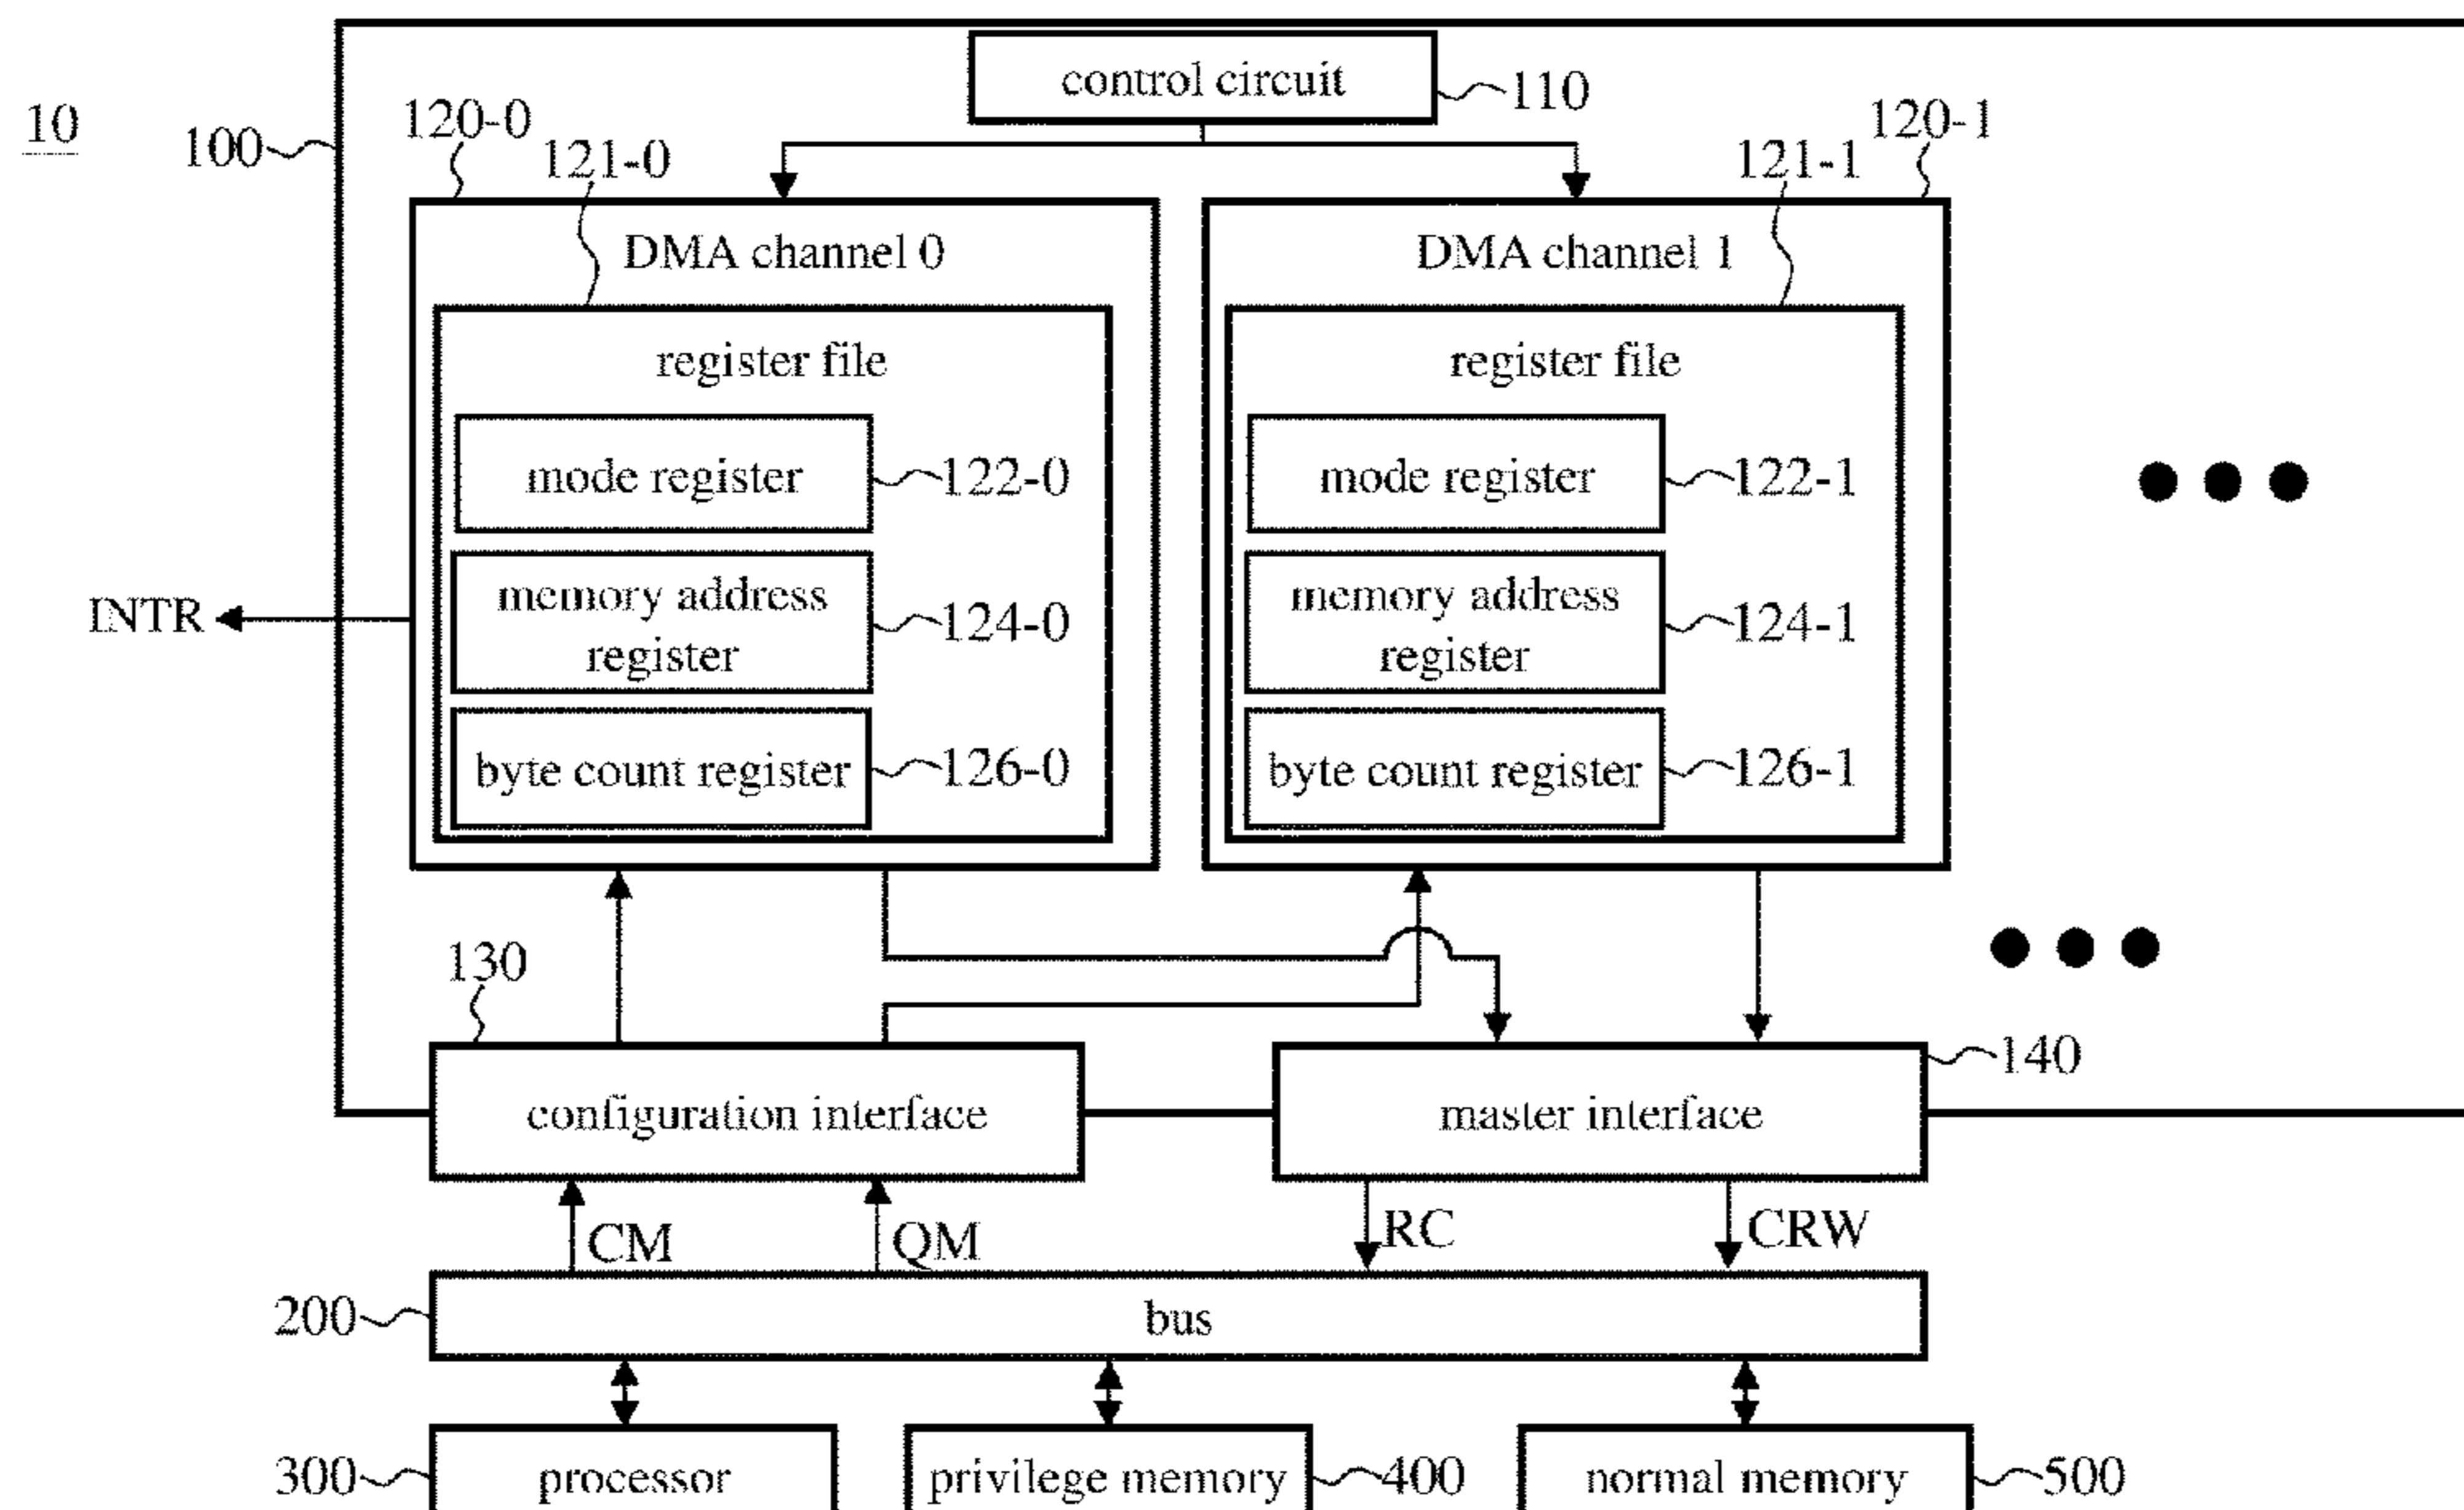 control circuit
110
10
100
120-0
121-0
121-1
120-1
DMA channel 0
DMA channel 1
register file
register file
mode register
122-0
mode register
122-1
INTR
memory address
register
124-0
memory address
register
124-1
byte count register
126-0
byte count register
126-1
130
140
configuration interface
master interface
CM
QM
RC
CRW
200
bus
300
processor
privilege memory
400
normal memory
500